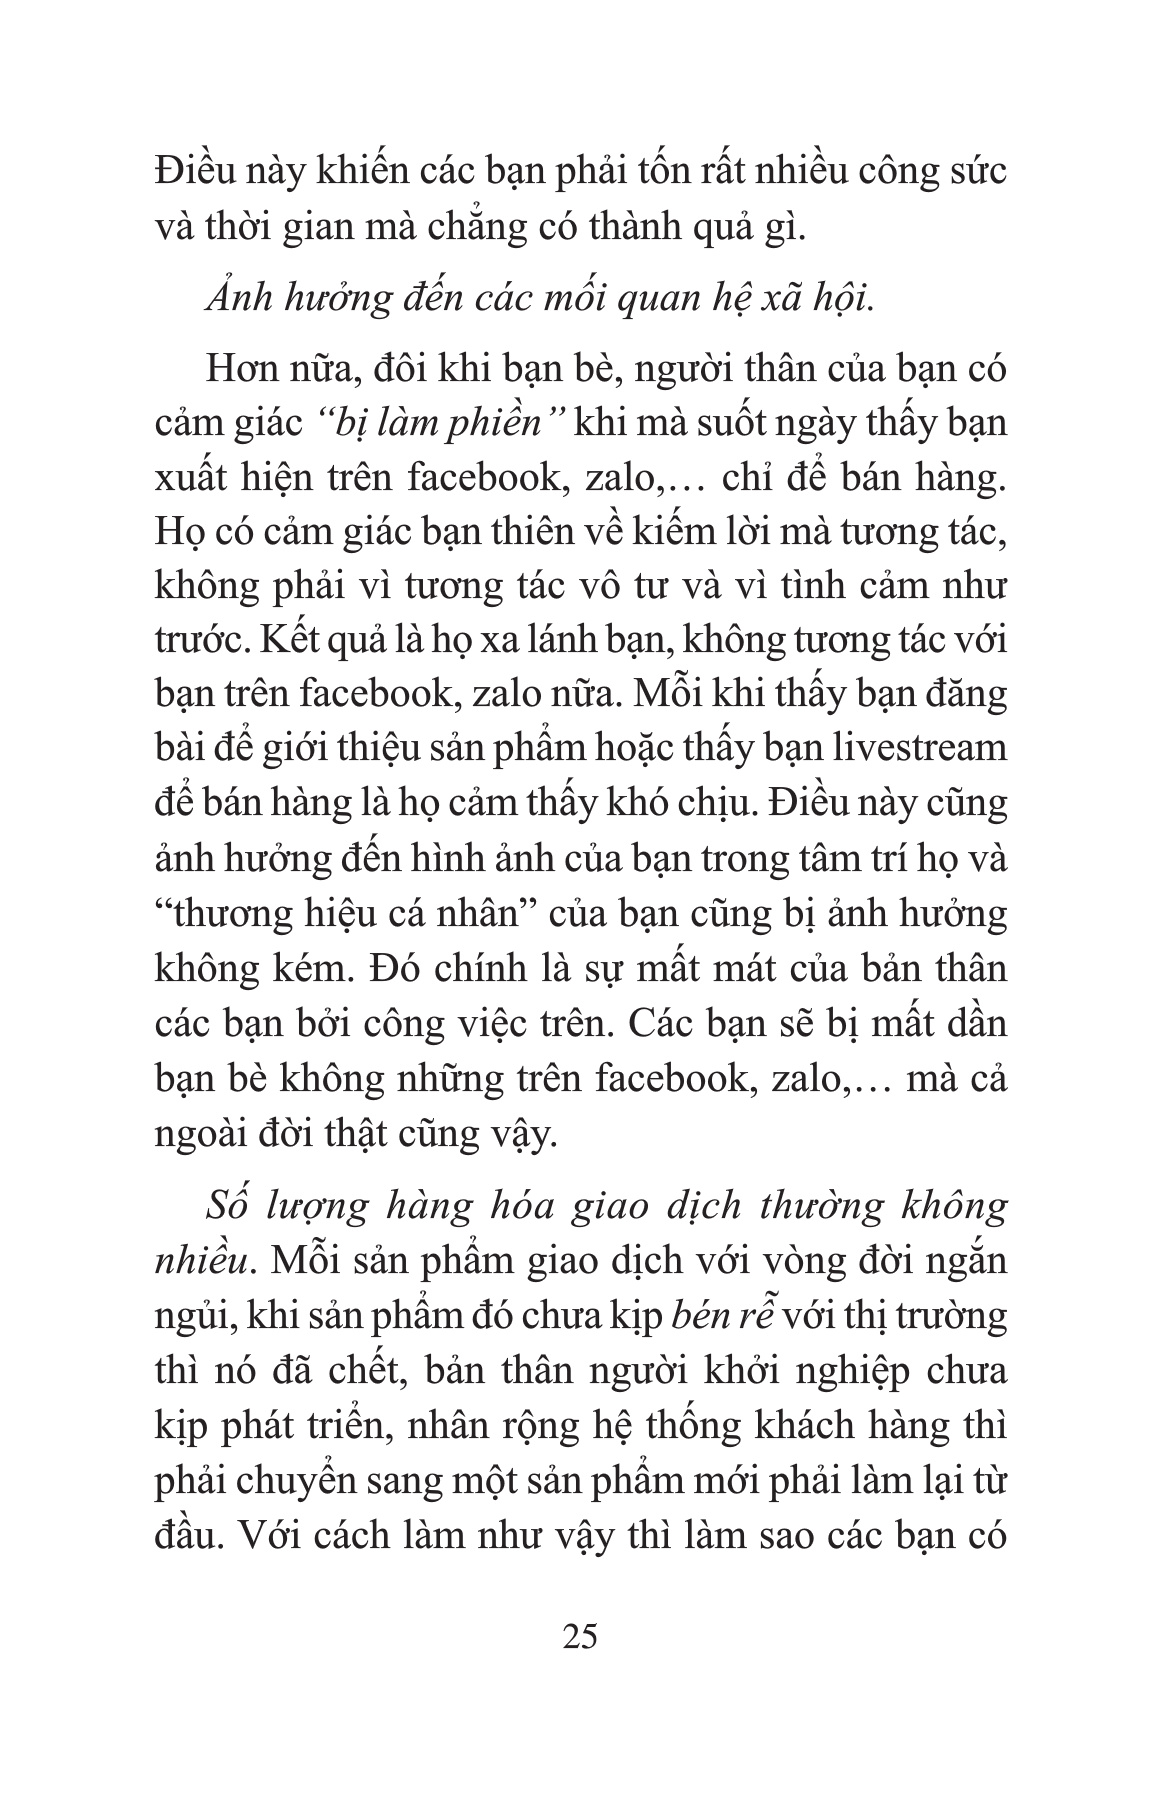 Điều này khiến các bạn phải tốn rất nhiều công sức
và thời gian mà chẳng có thành quả gì.
Ảnh hưởng đến các mối quan hệ xã hội.
Hơn nữa, đôi khi bạn bè, người thân của bạn có
cảm giác “bị làm phiền” khi mà suốt ngày thấy bạn
xuất hiện trên facebook, zalo,… chỉ để bán hàng.
Họ có cảm giác bạn thiên về kiếm lời mà tương tác,
không phải vì tương tác vô tư và vì tình cảm như
trước. Kết quả là họ xa lánh bạn, không tương tác với
bạn trên facebook, zalo nữa. Mỗi khi thấy bạn đăng
bài để giới thiệu sản phẩm hoặc thấy bạn livestream
để bán hàng là họ cảm thấy khó chịu. Điều này cũng
ảnh hưởng đến hình ảnh của bạn trong tâm trí họ và
“thương hiệu cá nhân” của bạn cũng bị ảnh hưởng
không kém. Đó chính là sự mất mát của bản thân
các bạn bởi công việc trên. Các bạn sẽ bị mất dần
bạn bè không những trên facebook, zalo,… mà cả
ngoài đời thật cũng vậy.
Số lượng hàng hóa giao dịch thường không
nhiều. Mỗi sản phẩm giao dịch với vòng đời ngắn
ngủi, khi sản phẩm đó chưa kịp bén rễ với thị trường
thì nó đã chết, bản thân người khởi nghiệp chưa
kịp phát triển, nhân rộng hệ thống khách hàng thì
phải chuyển sang một sản phẩm mới phải làm lại từ
đầu. Với cách làm như vậy thì làm sao các bạn có
25